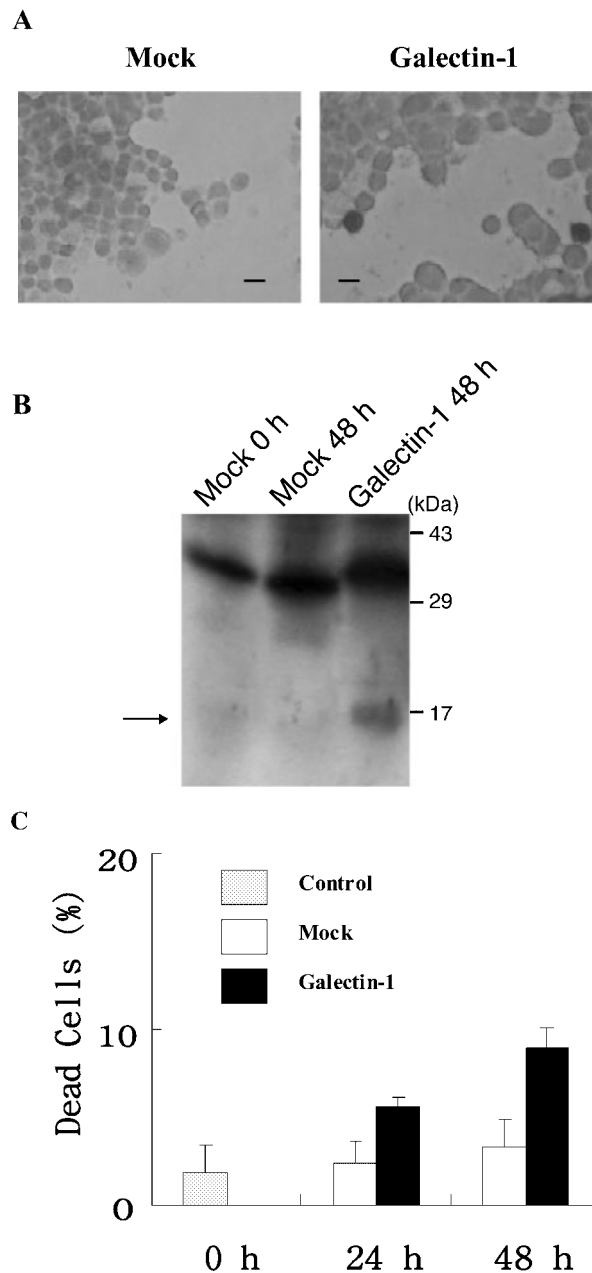 A
Mock Galectin-1
B
Mock 0 h
Mock 48 h
Galectin-1 48 h
(kDa)
43
29
17
C
20
10
0
Dead Cells (%)
Control
Mock
Galectin-1
0 h 24 h 48 h